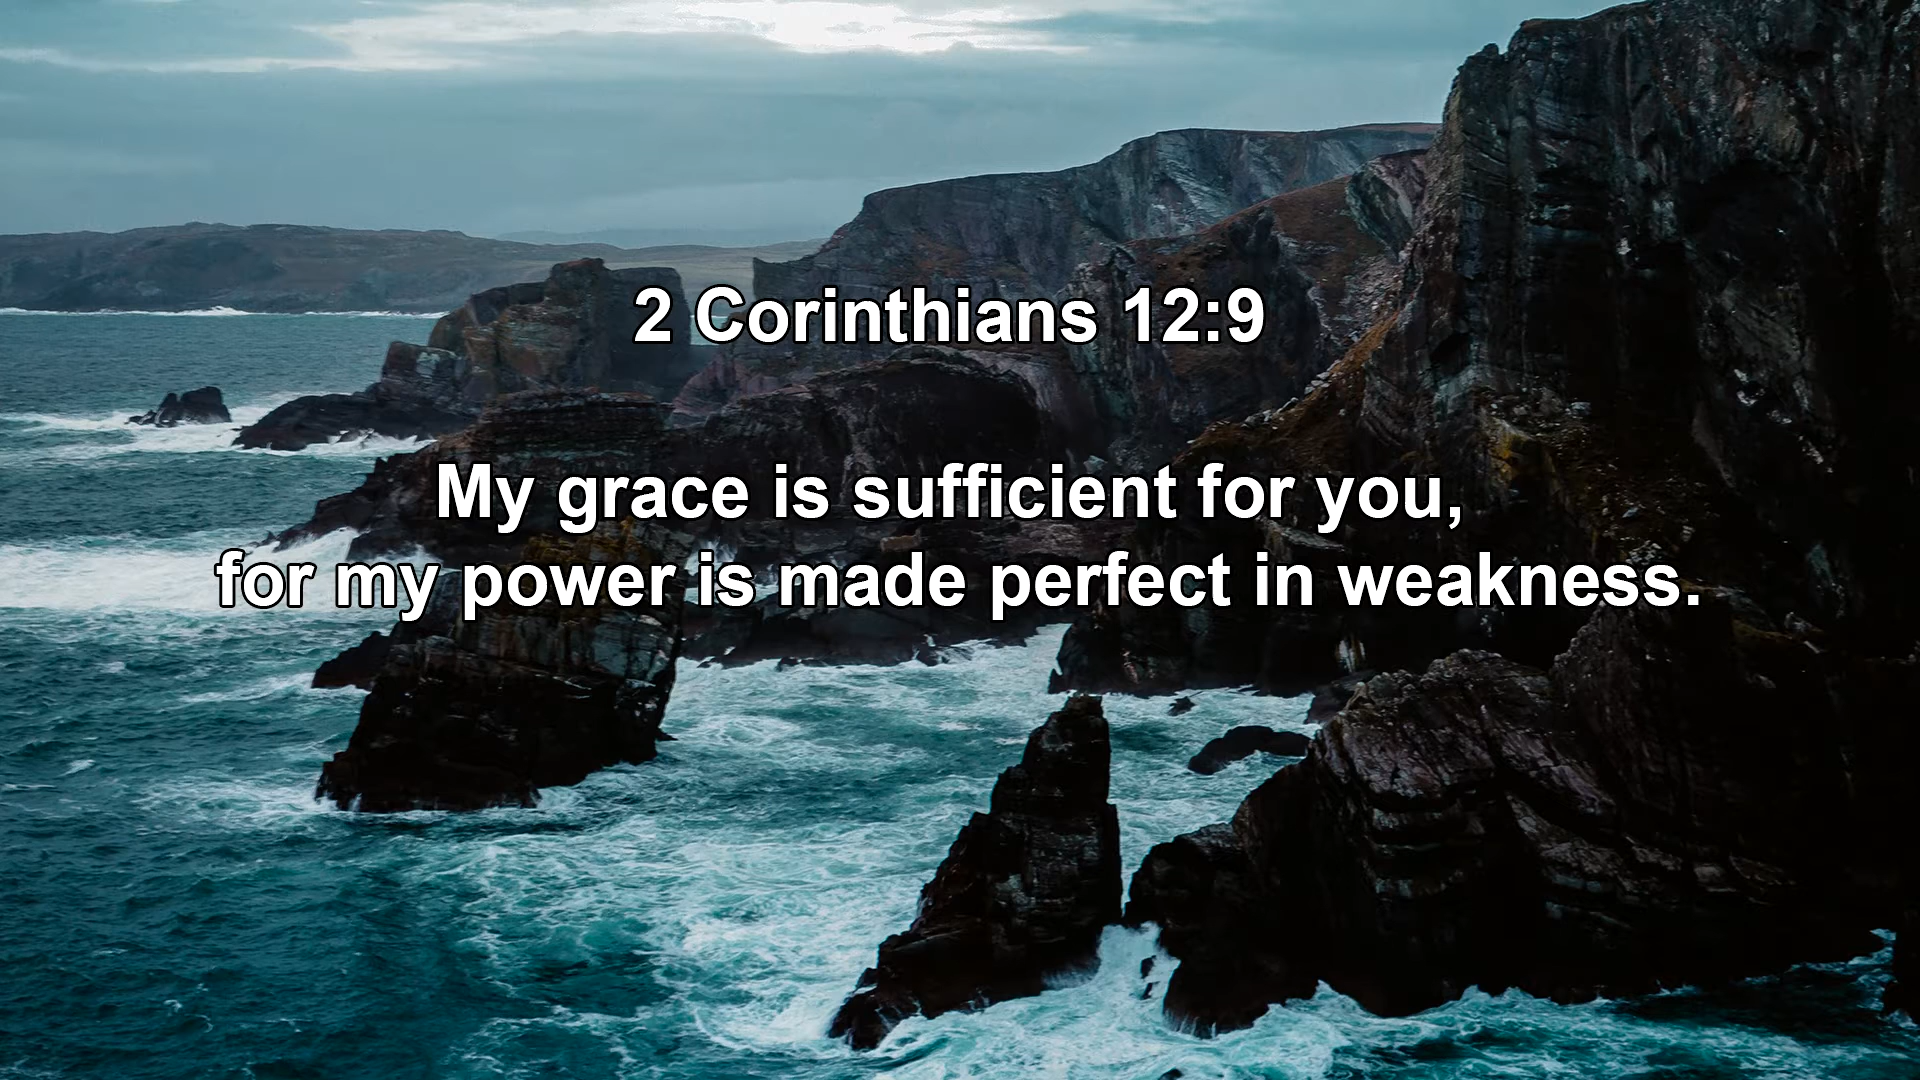 2 Corinthians 12:9
My grace is sufficient for you,
for my power is made perfect in weakness.